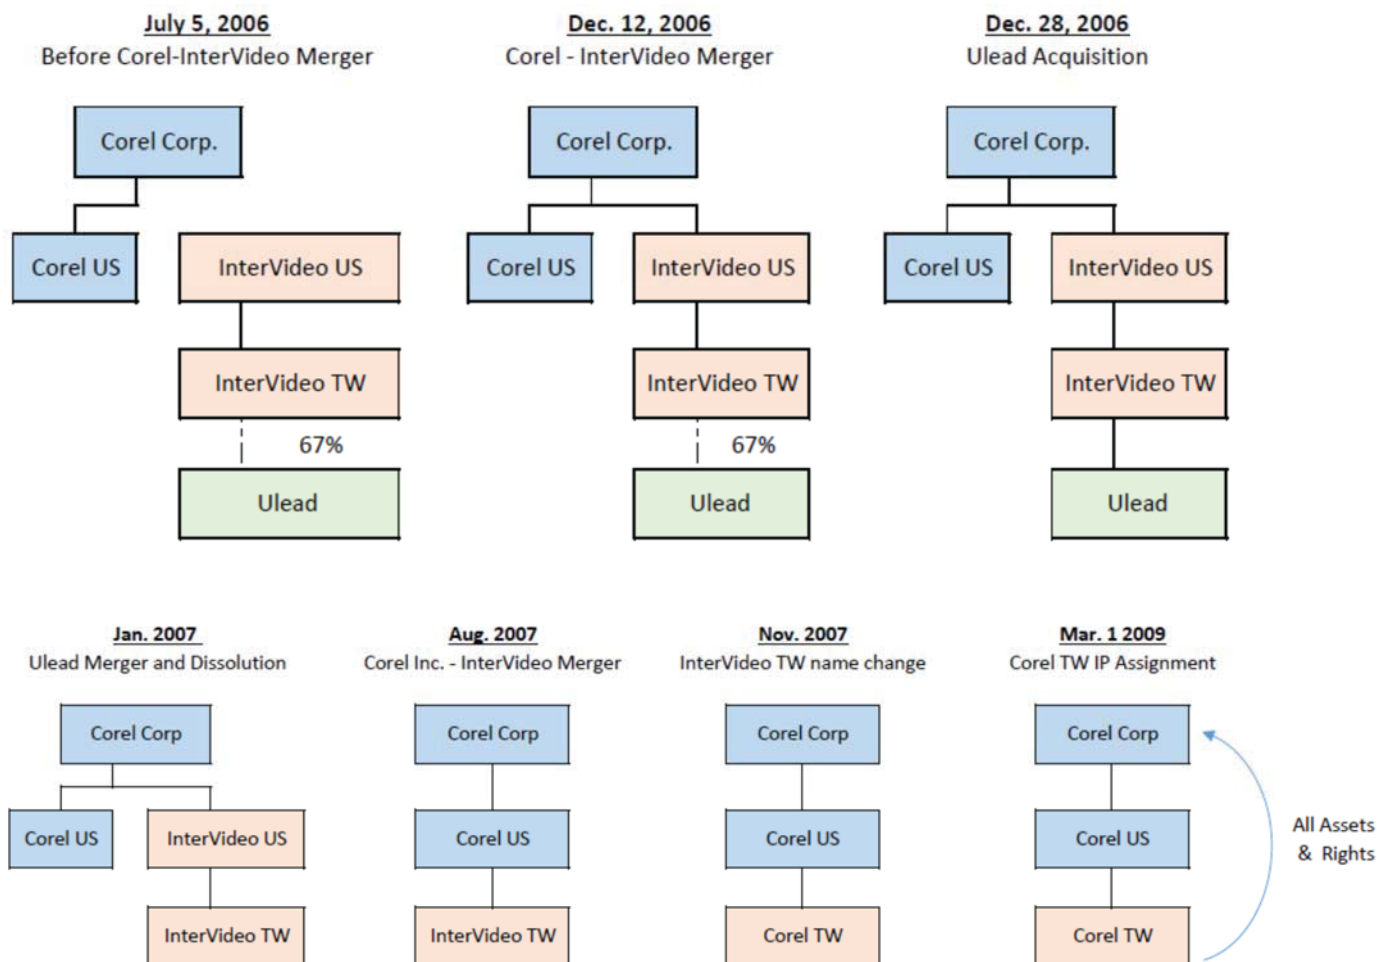 July 5, 2006
Before Corel-InterVideo Merger
Corel Corp.
Corel US
InterVideo US
InterVideo TW
67%
Ulead
Dec. 12, 2006
Corel - InterVideo Merger
Corel Corp.
Corel US
InterVideo US
InterVideo TW
67%
Ulead
Dec. 28, 2006
Ulead Acquisition
Corel Corp.
Corel US
InterVideo US
InterVideo TW
Ulead
Jan. 2007
Ulead Merger and Dissolution
Corel Corp
Corel US
InterVideo US
InterVideo TW
Aug. 2007
Corel Inc. - InterVideo Merger
Corel Corp
Corel US
InterVideo TW
Nov. 2007
InterVideo TW name change
Corel Corp
Corel US
Corel TW
Mar. 1 2009
Corel TW IP Assignment
Corel Corp
Corel US
Corel TW
All Assets
& Rights